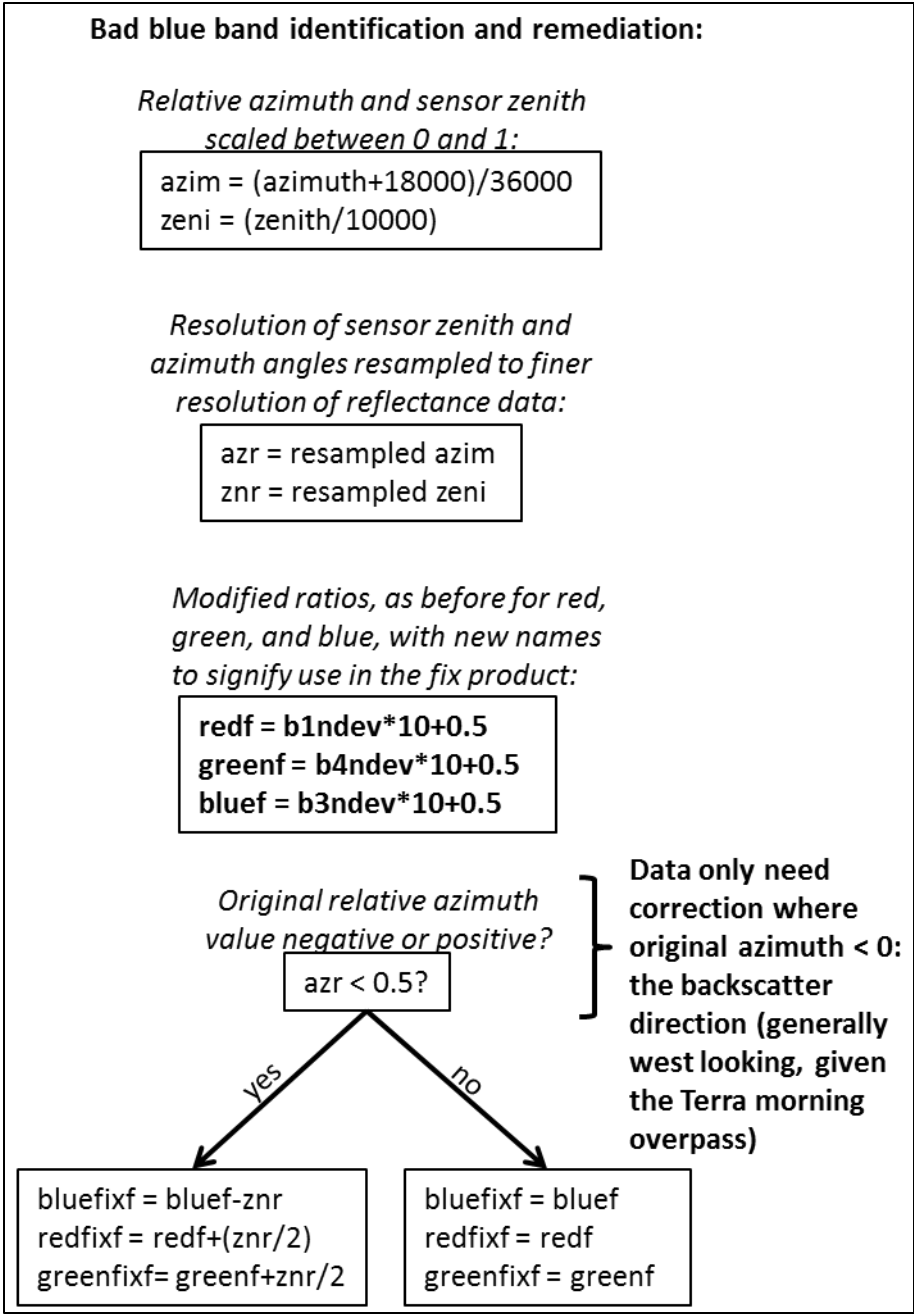 Bad blue band identification and remediation:
Relative azimuth and sensor zenith
scaled between 0 and 1:
azim = (azimuth+18000)/36000
zeni = (zenith/10000)
Resolution of sensor zenith and
azimuth angles resampled to finer
resolution of reflectance data:
azr = resampled azim
znr = resampled zeni
Modified ratios, as before for red,
green, and blue, with new names
to signify use in the fix product:
redf = b1ndev*10+0.5
greenf = b4ndev*10+0.5
bluef = b3ndev*10+0.5
Original relative azimuth
value negative or positive?
azr < 0.5?
Data only need
correction where
original azimuth < 0:
the backscatter
direction (generally
west looking, given
the Terra morning
overpass)
yes
no
bluefixf = bluef-znr
redfixf = redf+(znr/2)
greenfixf= greenf+znr/2
bluefixf = bluef
redfixf = redf
greenfixf = greenf